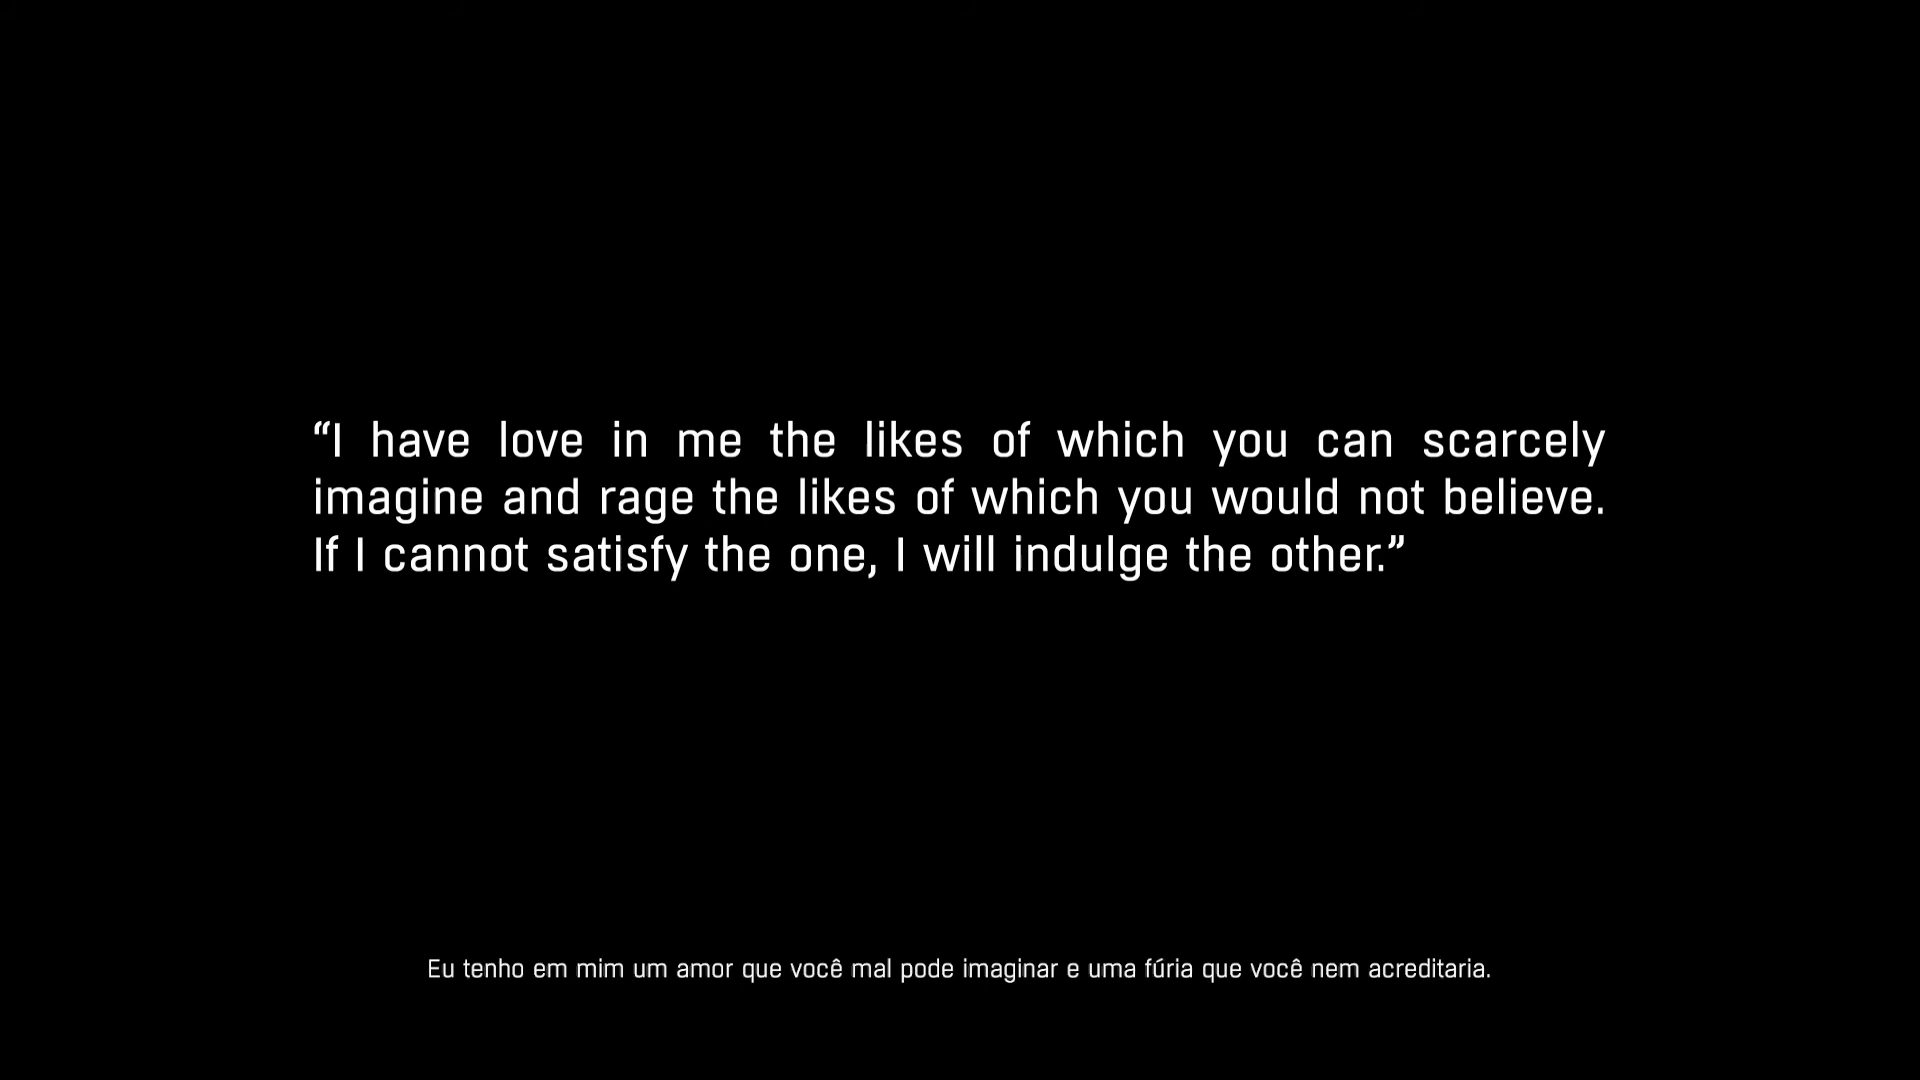 “I have love in me the likes of which you can scarcely
imagine and rage the likes of which you would not believe.
If I cannot satisfy the one, I will indulge the other.”
Eu tenho em mim um amor que você mal pode imaginar e uma fúria que você nem acreditaria.